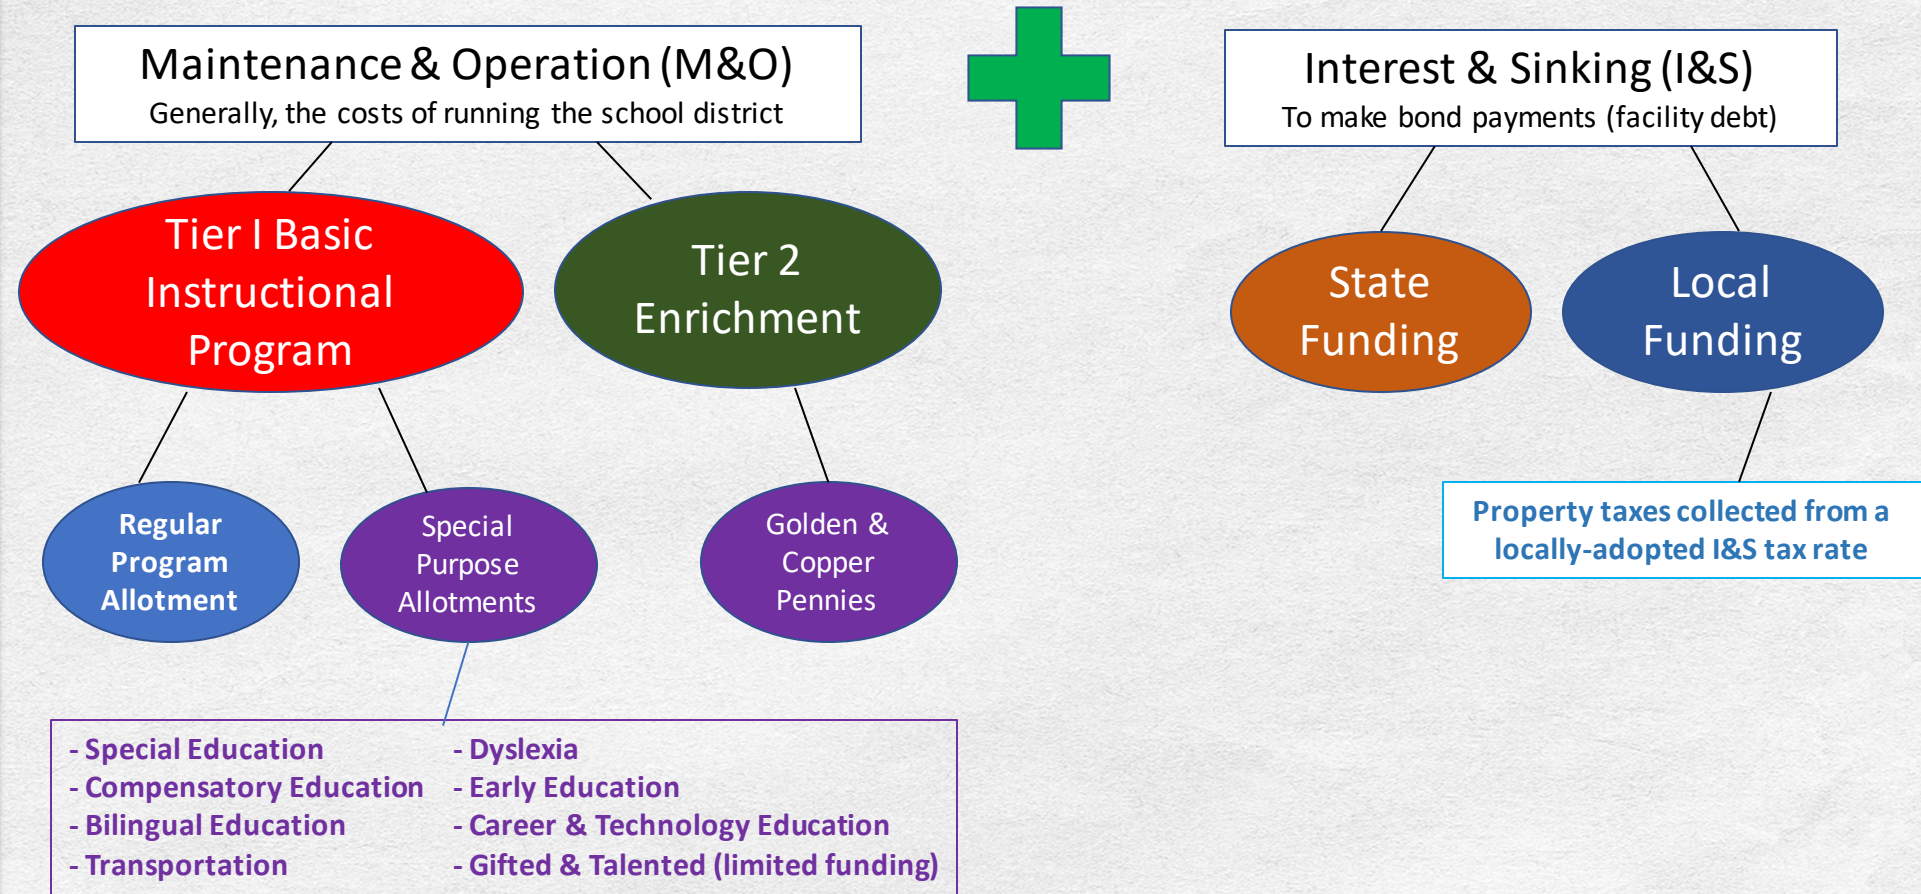 Maintenance & Operation (M&O)
Generally, the costs of running the school district
Interest & Sinking (I&S)
To make bond payments (facility debt)
Tier I Basic
Instructional
Program
Tier 2
Enrichment
State
Funding
Local
Funding
Regular
Program
Allotment
Special
Purpose
Allotments
Golden &
Copper
Pennies
Property taxes collected from a
locally-adopted I&S tax rate
- Special Education
- Compensatory Education
- Bilingual Education
- Transportation
- Dyslexia
- Early Education
- Career & Technology Education
- Gifted & Talented (limited funding)